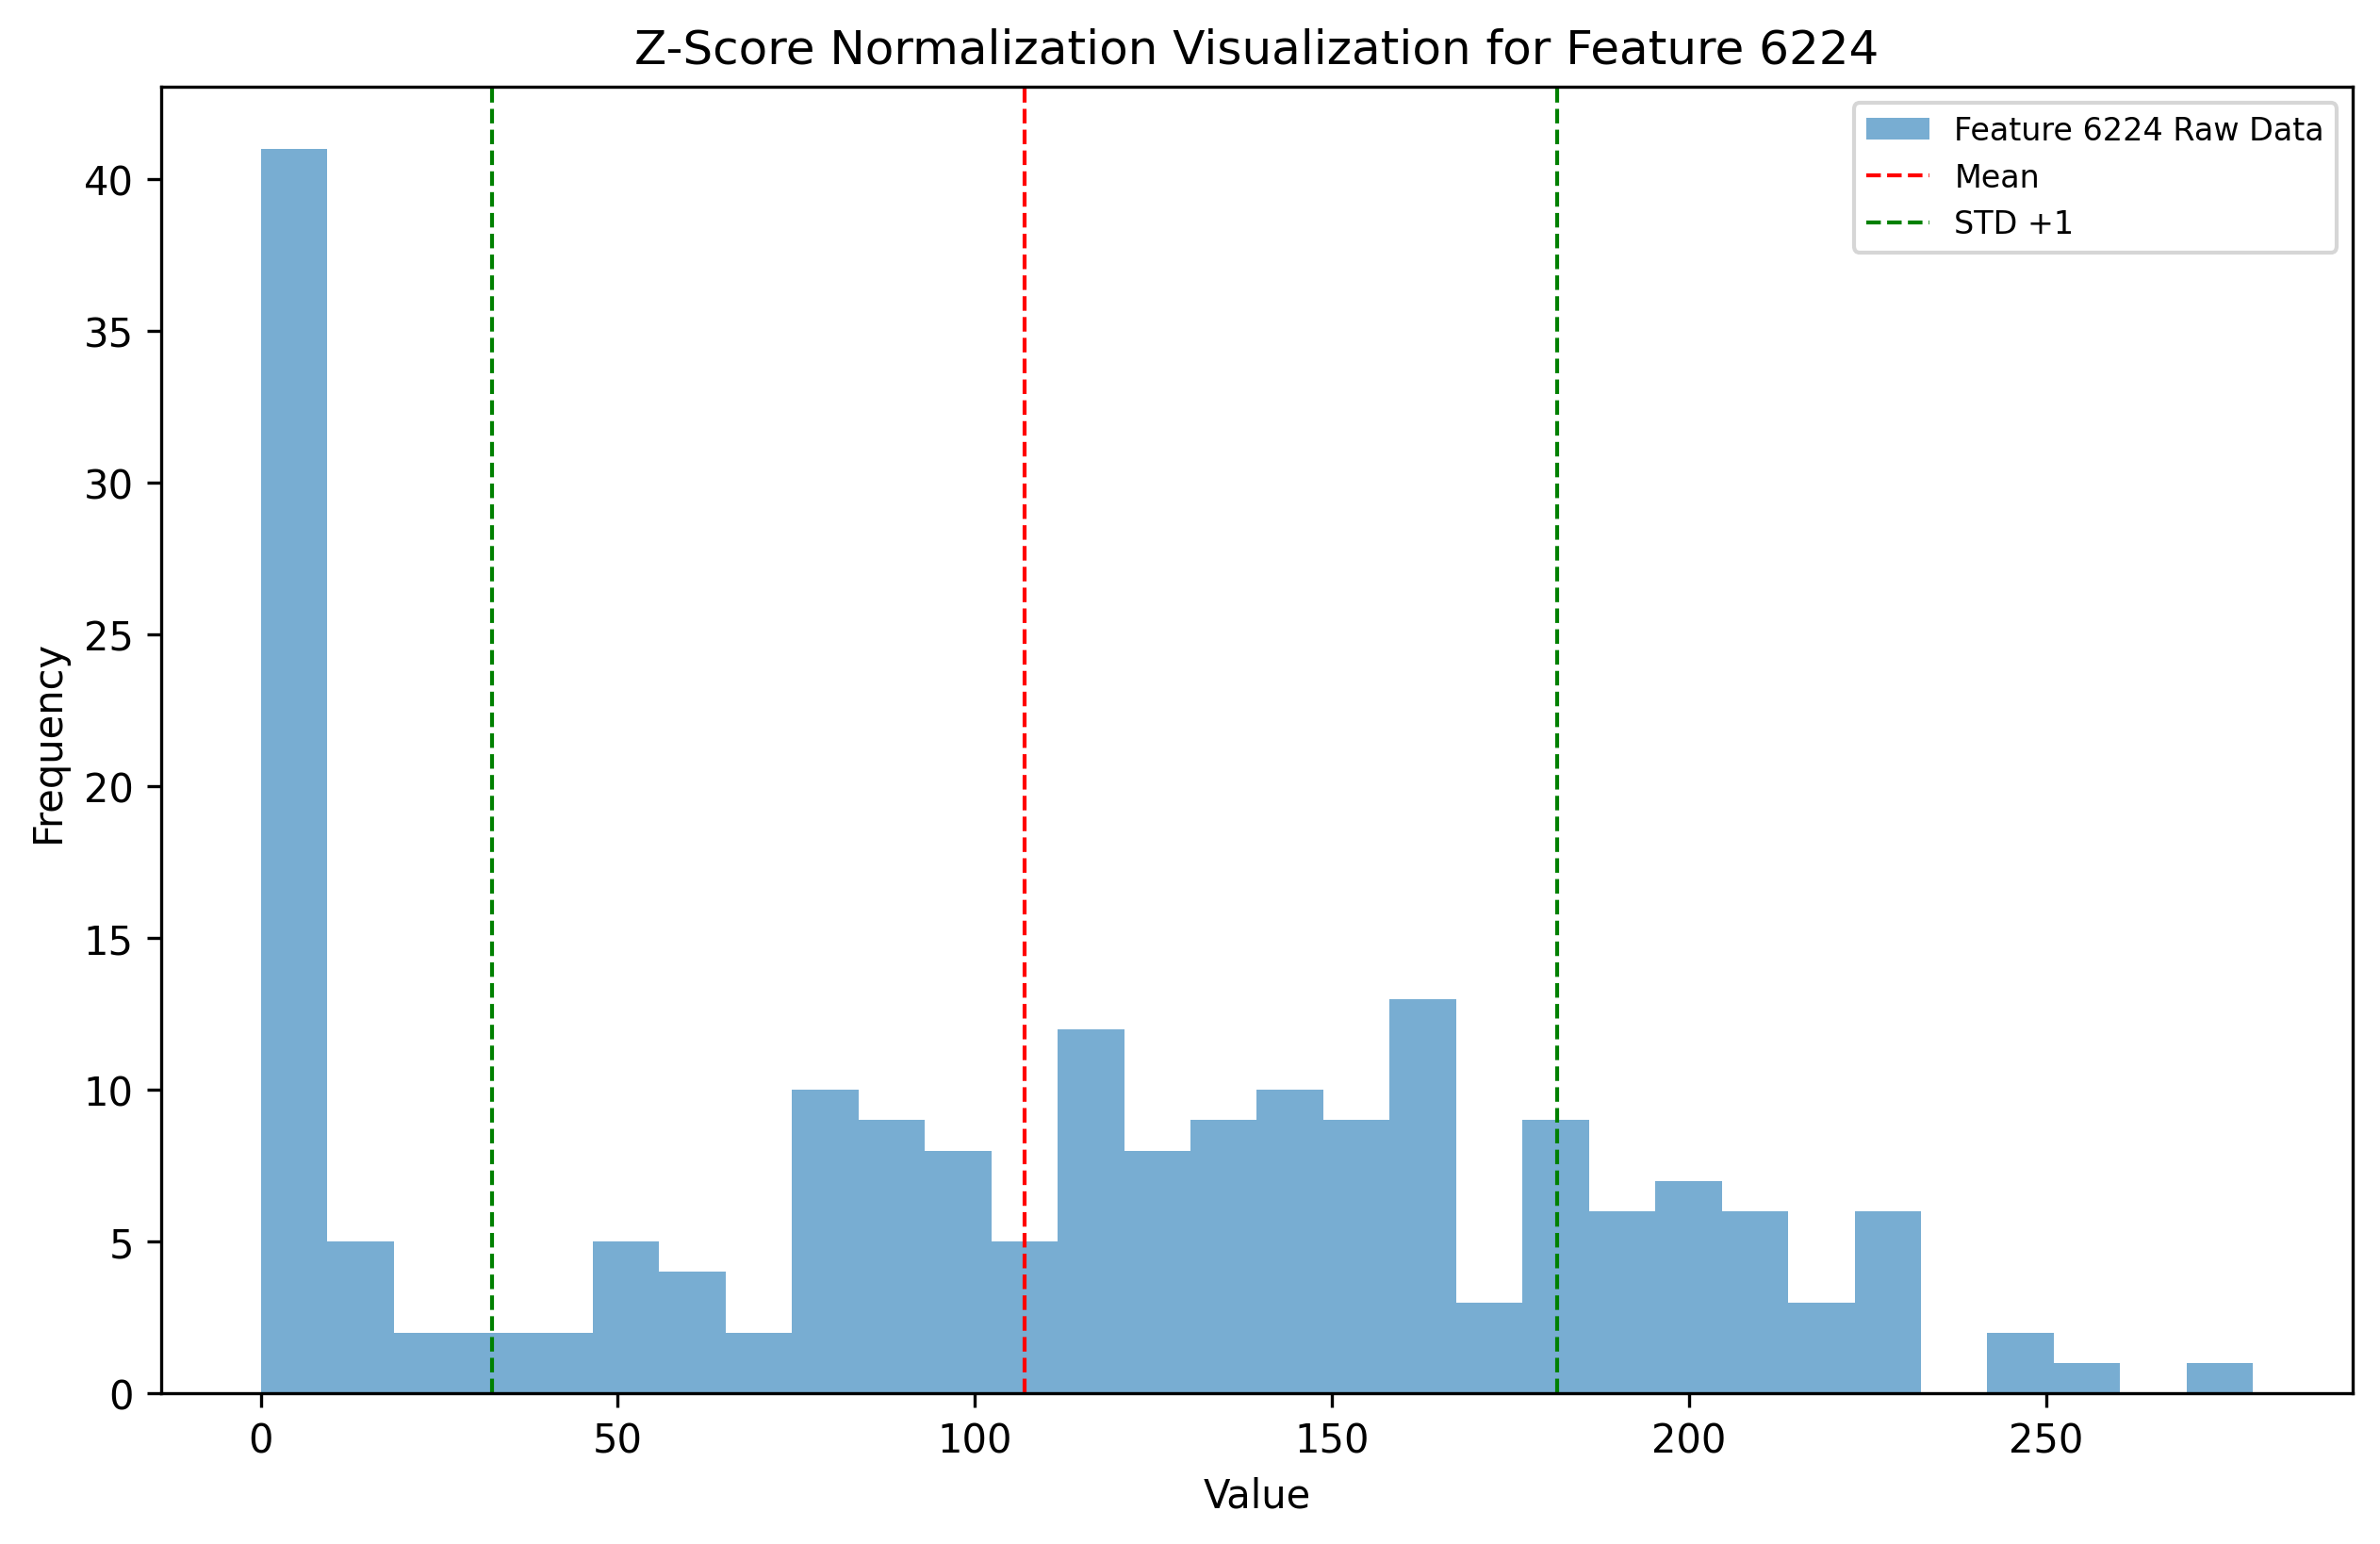 Z-Score Normalization Visualization for Feature 6224
Feature 6224 Raw Data
Mean
STD +1
40
35
30
25
20
15
10
5
0
Frequency
0 50 100 150 200 250
Value